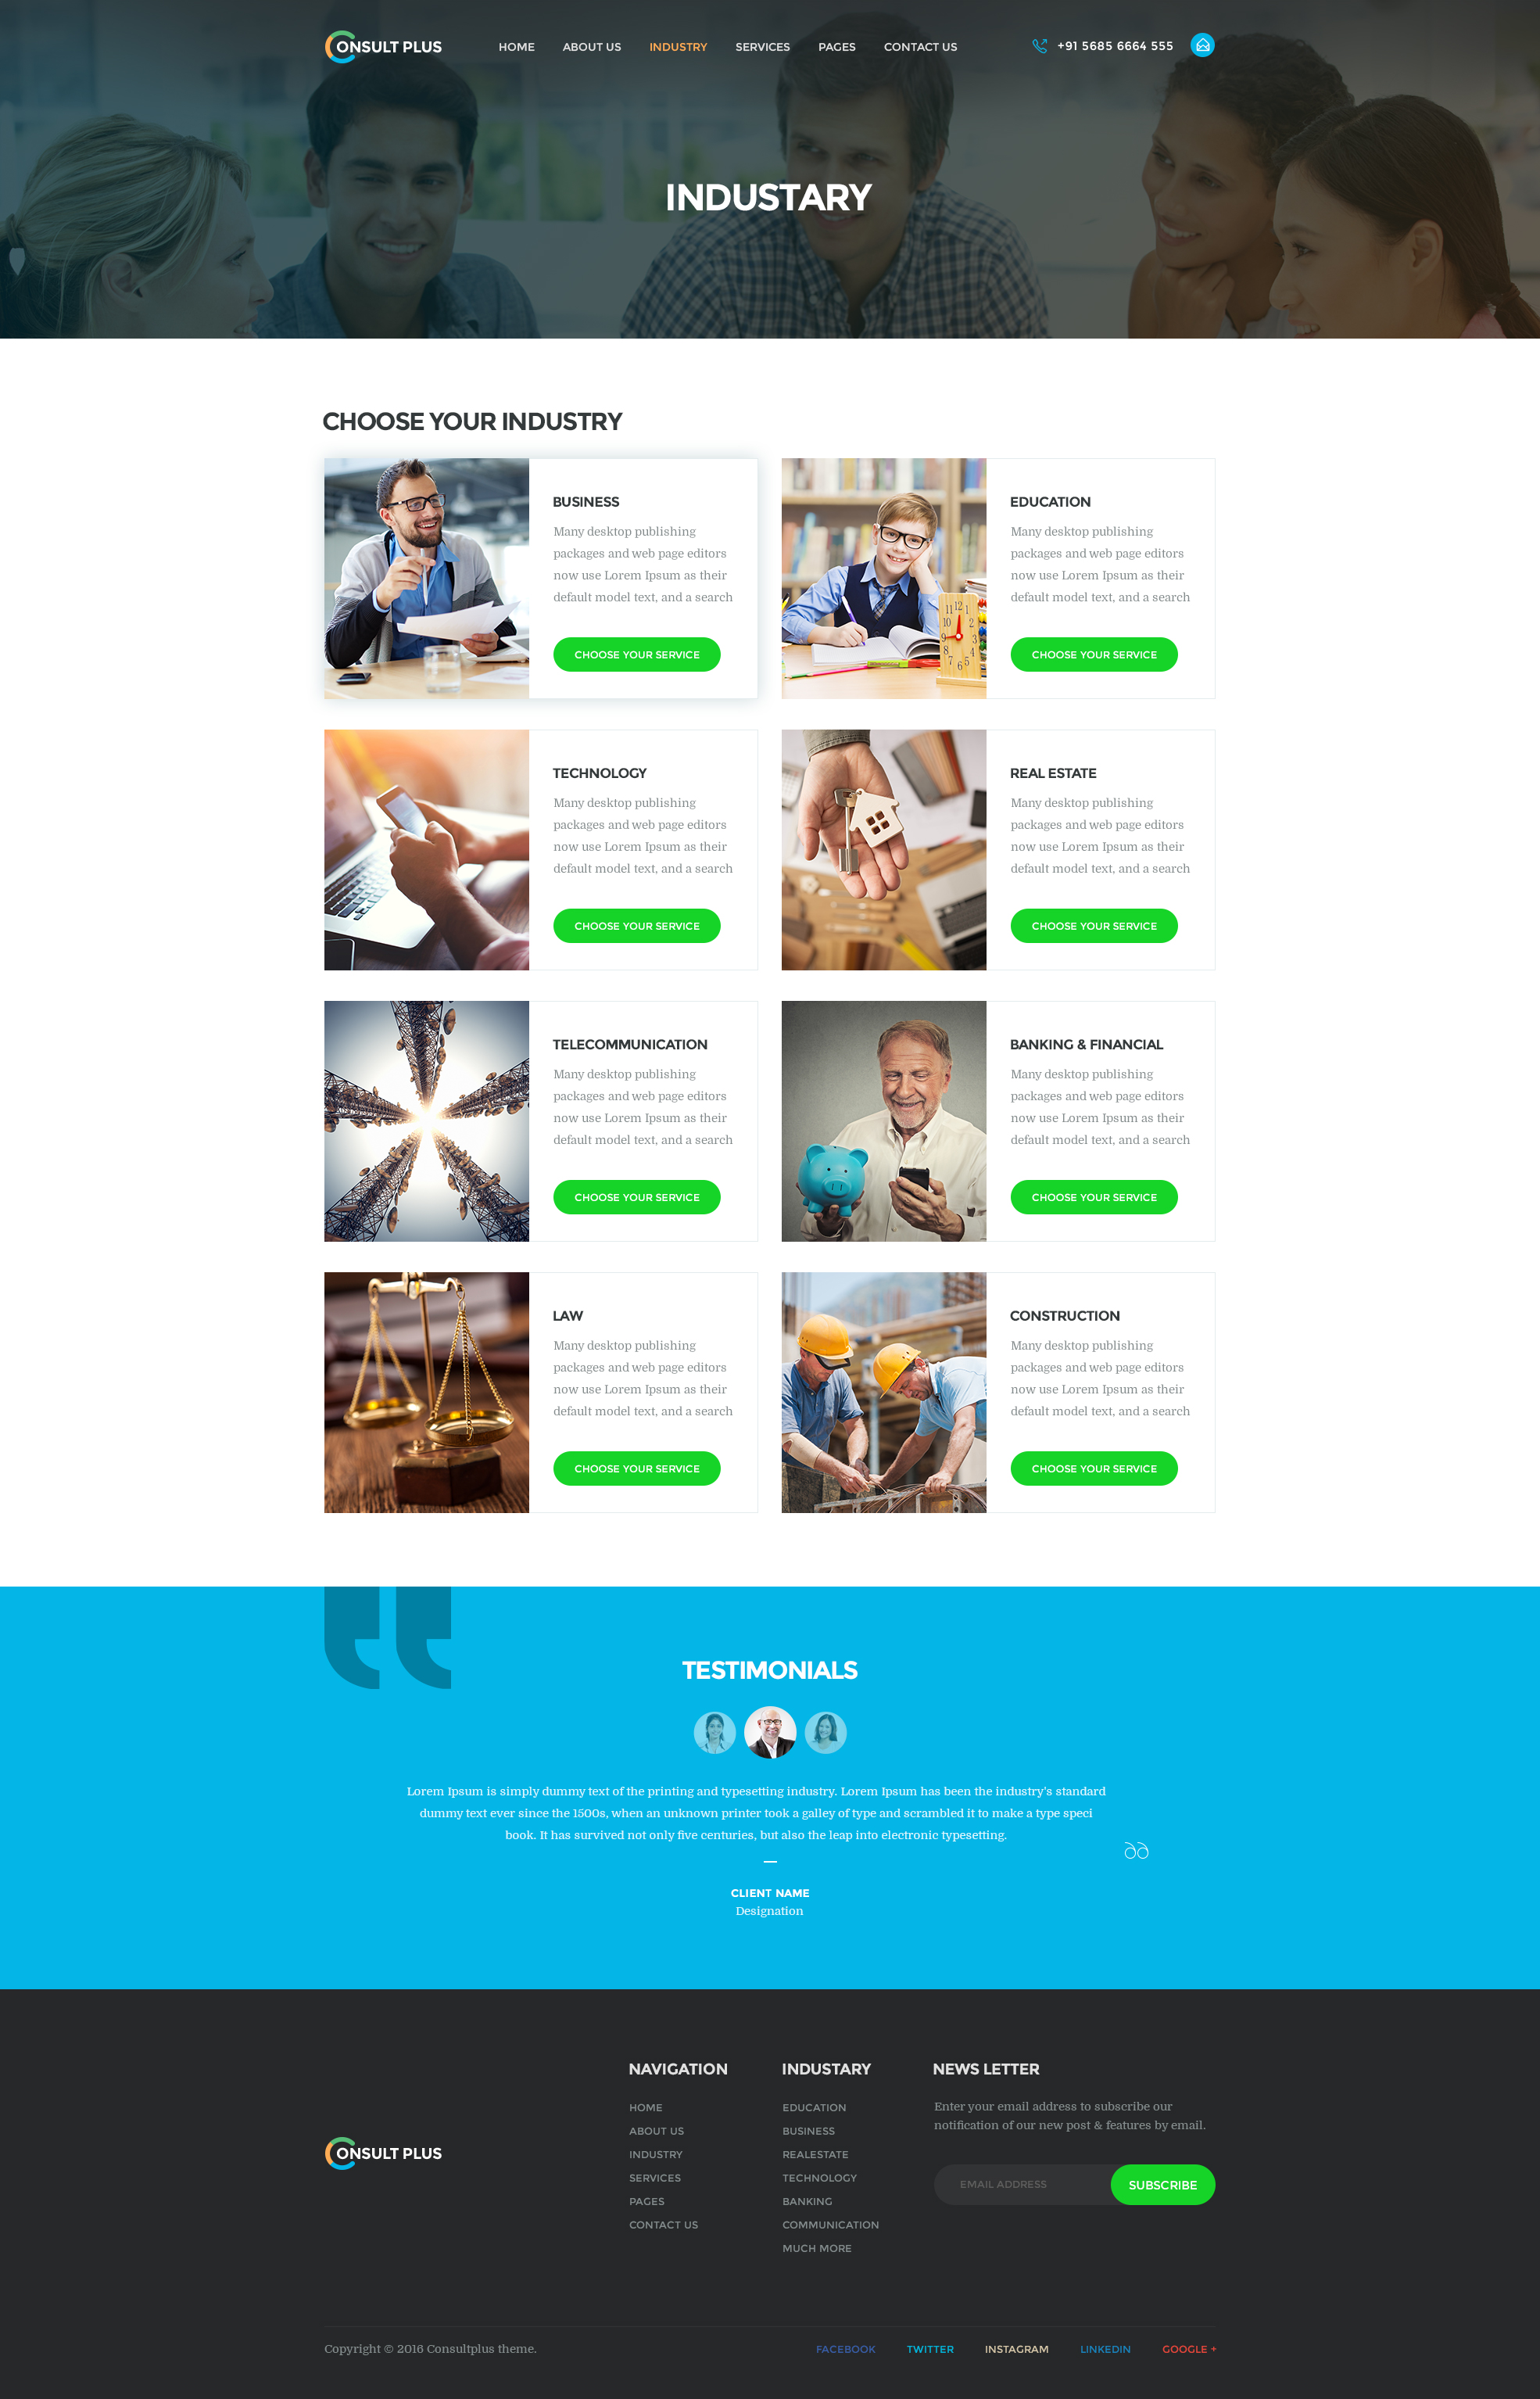 CONSULT PLUS
HOME ABOUT US INDUSTRY SERVICES PAGES CONTACT US
+91 5685 6664 555
INDUSTARY
CHOOSE YOUR INDUSTRY
BUSINESS
Many desktop publishing
packages and web page editors
now use Lorem Ipsum as their
default model text, and a search
CHOOSE YOUR SERVICE
EDUCATION
Many desktop publishing
packages and web page editors
now use Lorem Ipsum as their
default model text, and a search
CHOOSE YOUR SERVICE
TECHNOLOGY
Many desktop publishing
packages and web page editors
now use Lorem Ipsum as their
default model text, and a search
CHOOSE YOUR SERVICE
REAL ESTATE
Many desktop publishing
packages and web page editors
now use Lorem Ipsum as their
default model text, and a search
CHOOSE YOUR SERVICE
TELECOMMUNICATION
Many desktop publishing
packages and web page editors
now use Lorem Ipsum as their
default model text, and a search
CHOOSE YOUR SERVICE
BANKING & FINANCIAL
Many desktop publishing
packages and web page editors
now use Lorem Ipsum as their
default model text, and a search
CHOOSE YOUR SERVICE
LAW
Many desktop publishing
packages and web page editors
now use Lorem Ipsum as their
default model text, and a search
CHOOSE YOUR SERVICE
CONSTRUCTION
Many desktop publishing
packages and web page editors
now use Lorem Ipsum as their
default model text, and a search
CHOOSE YOUR SERVICE
TESTIMONIALS
Lorem Ipsum is simply dummy text of the printing and typesetting industry. Lorem Ipsum has been the industry's standard
dummy text ever since the 1500s, when an unknown printer took a galley of type and scrambled it to make a type speci
book. It has survived not only five centuries, but also the leap into electronic typesetting.
CLIENT NAME
Designation
CONSULT PLUS
NAVIGATION
HOME
ABOUT US
INDUSTRY
SERVICES
PAGES
CONTACT US
INDUSTARY
EDUCATION
BUSINESS
REALESTATE
TECHNOLOGY
BANKING
COMMUNICATION
MUCH MORE
NEWS LETTER
Enter your email address to subscribe our
notification of our new post & features by email.
EMAIL ADDRESS
SUBSCRIBE
Copyright © 2016 Consultplus theme.
FACEBOOK TWITTER INSTAGRAM LINKEDIN GOOGLE +